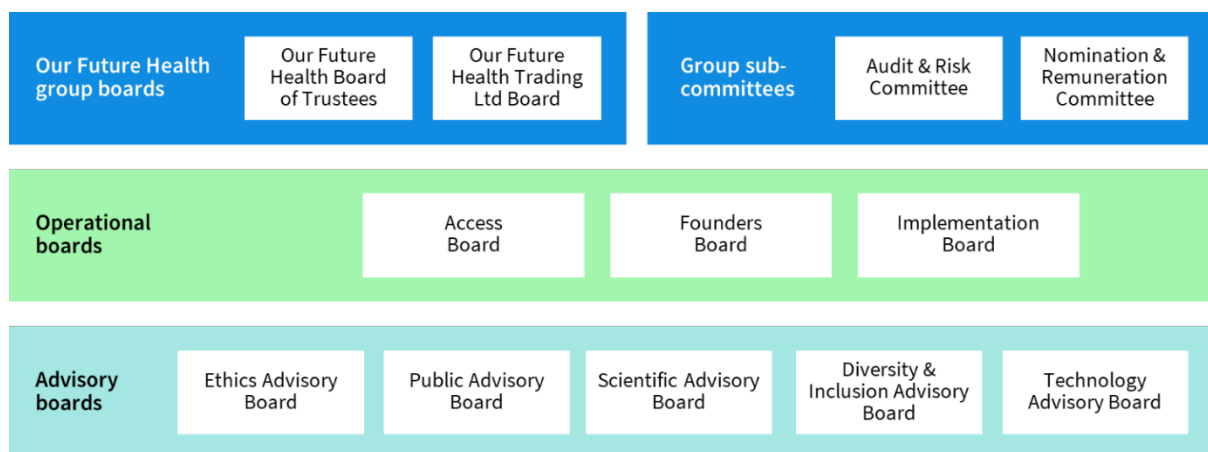 Our Future Health
group boards
Our Future
Health Board
of Trustees
Our Future
Health Trading
Ltd Board
Group sub-
committees
Audit & Risk
Committee
Nomination &
Remuneration
Committee
Operational
boards
Access
Board
Founders
Board
Implementation
Board
Advisory
boards
Ethics Advisory
Board
Public Advisory
Board
Scientific Advisory
Board
Diversity &
Inclusion Advisory
Board
Technology
Advisory Board